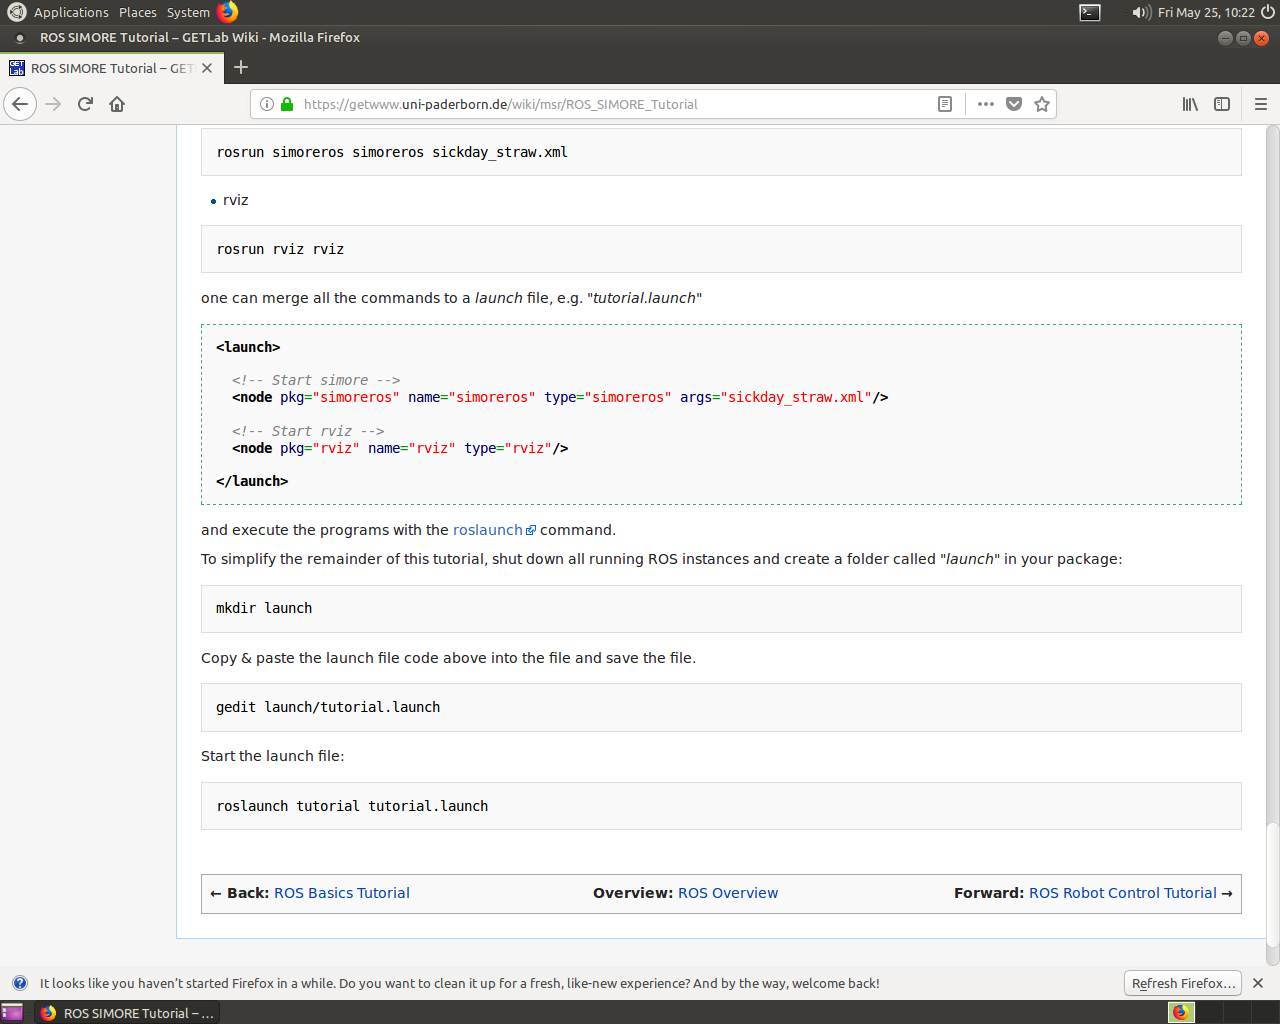 Applications Places System Fri May 25, 10:22
ROS SIMORE Tutorial – GETLab Wiki - Mozilla Firefox
ROS SIMORE Tutorial – GET
https://getwww.uni-paderborn.de/wiki/msr/ROS_SIMORE_Tutorial
rosrun simoreros simoreros sickday_straw.xml
rviz
rosrun rviz rviz
one can merge all the commands to a launch file, e.g. "tutorial.launch"
<launch>
<!-- Start simore -->
<node pkg="simoreros" name="simoreros" type="simoreros" args="sickday_straw.xml"/>
<!-- Start rviz -->
<node pkg="rviz" name="rviz" type="rviz"/>
</launch>
and execute the programs with the roslaunch command.
To simplify the remainder of this tutorial, shut down all running ROS instances and create a folder called "launch" in your package:
mkdir launch
Copy & paste the launch file code above into the file and save the file.
gedit launch/tutorial.launch
Start the launch file:
roslaunch tutorial tutorial.launch
← Back: ROS Basics Tutorial Overview: ROS Overview Forward: ROS Robot Control Tutorial →
It looks like you haven't started Firefox in a while. Do you want to clean it up for a fresh, like-new experience? And by the way, welcome back! Refresh Firefox...
ROS SIMORE Tutorial – ...